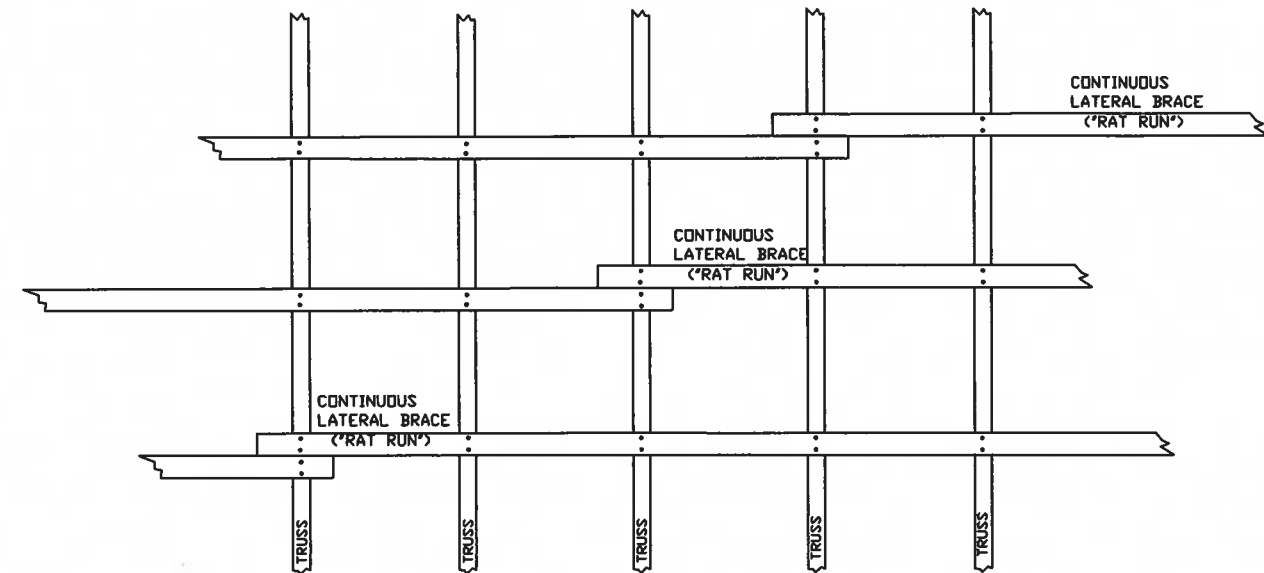 CONTINUOUS
LATERAL BRACE
("RAT RUN")
CONTINUOUS
LATERAL BRACE
("RAT RUN")
CONTINUOUS
LATERAL BRACE
("RAT RUN")
TRUSS
TRUSS
TRUSS
TRUSS
TRUSS